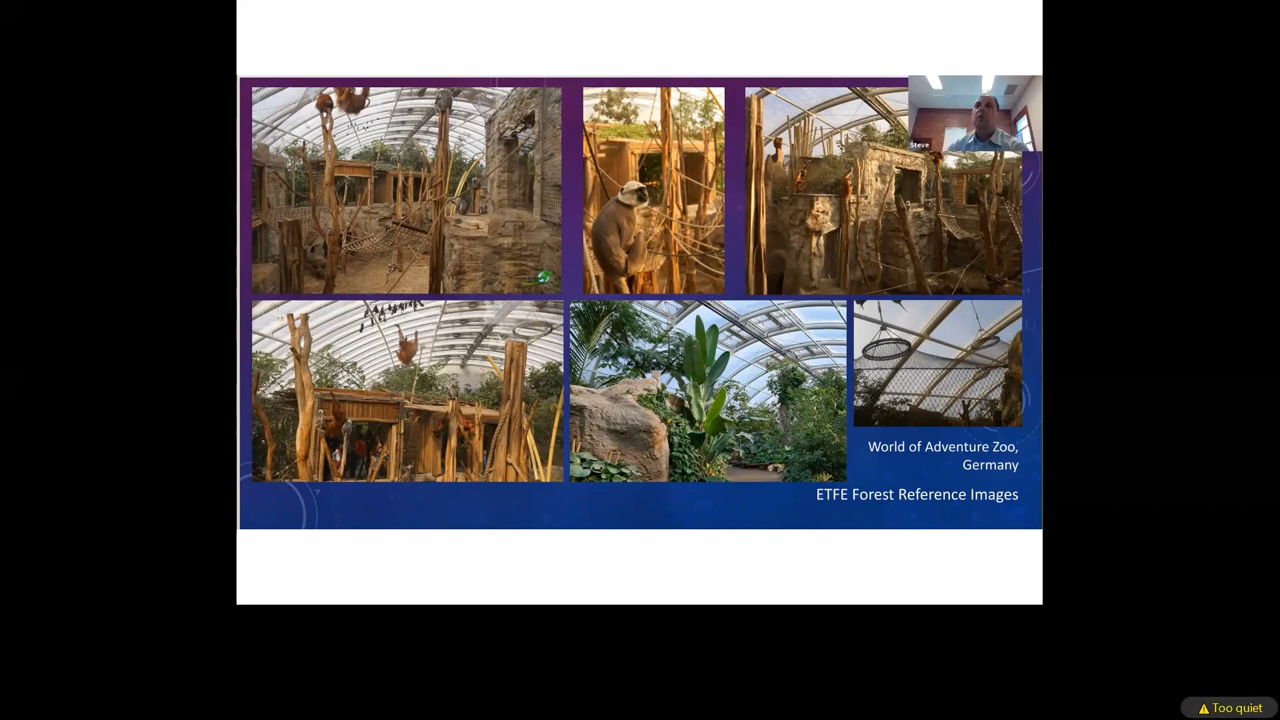 Steve
World of Adventure Zoo,
Germany
ETFE Forest Reference Images
Too quiet